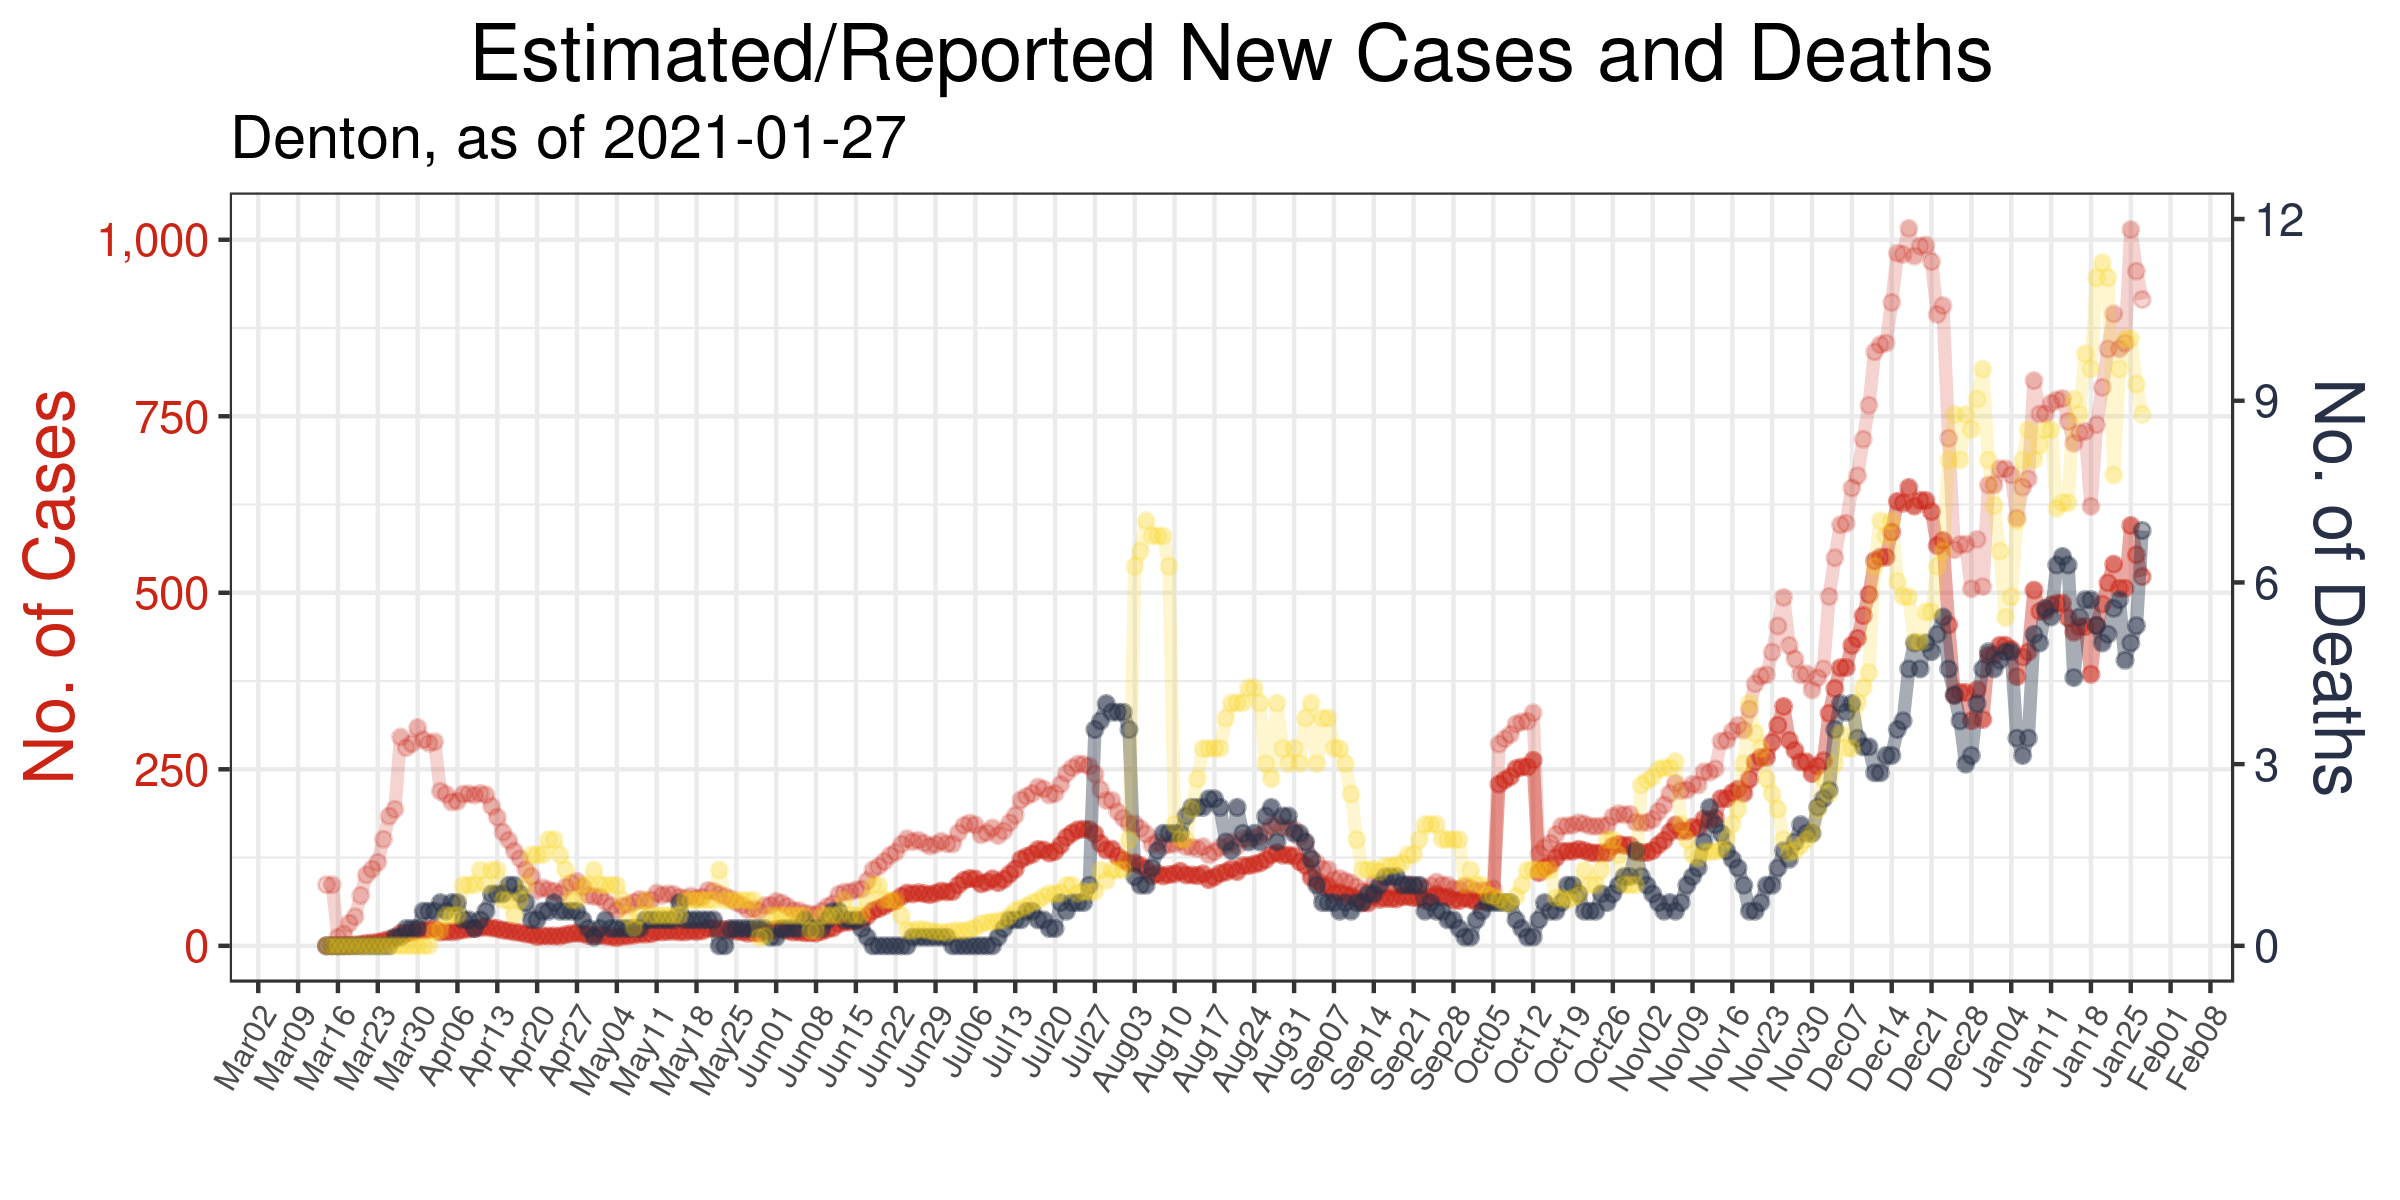 Estimated/Reported New Cases and Deaths
Denton, as of 2021-01-27
No. of Cases
1,000
750
500
250
0
12
9
6
3
0
No. of Deaths
Mar02 Mar09 Mar16 Mar23 Mar30 Apr06 Apr13 Apr20 Apr27 May04 May11 May18 May25 Jun01 Jun08 Jun15 Jun22 Jun29 Jul06 Jul13 Jul20 Jul27 Aug03 Aug10 Aug17 Aug24 Aug31 Sep07 Sep14 Sep21 Sep28 Oct05 Oct12 Oct19 Oct26 Nov02 Nov09 Nov16 Nov23 Nov30 Dec07 Dec14 Dec21 Dec28 Jan04 Jan11 Jan18 Jan25 Feb01 Feb08